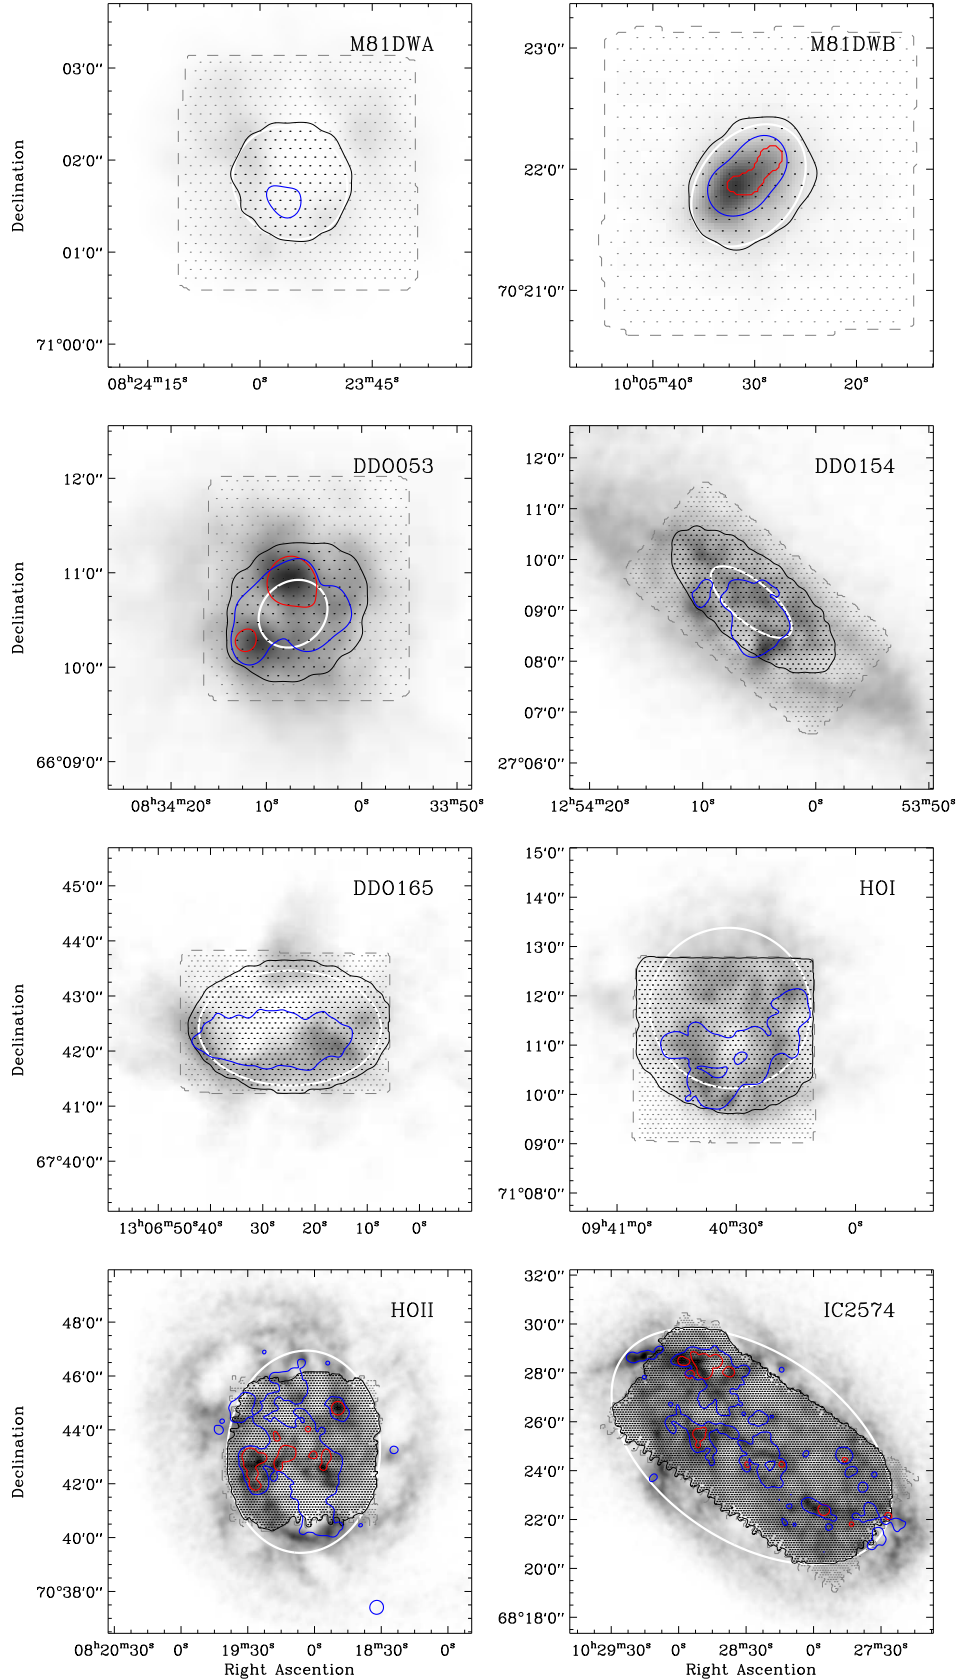 M81DWA
Declination
03'0''
02'0''
01'0''
71°00'0''
08ʰ24ᵐ15ˢ 0ˢ 23ᵐ45ˢ
M81DWB
23'0''
22'0''
70°21'0''
10ʰ05ᵐ40ˢ 30ˢ 20ˢ
DDO053
Declination
12'0''
11'0''
10'0''
66°09'0''
08ʰ34ᵐ20ˢ 10ˢ 0ˢ 33ᵐ50ˢ
DDO154
12'0''
11'0''
10'0''
09'0''
08'0''
07'0''
27°06'0''
12ʰ54ᵐ20ˢ 10ˢ 0ˢ 53ᵐ50ˢ
DDO165
Declination
45'0''
44'0''
43'0''
42'0''
41'0''
67°40'0''
13ʰ06ᵐ50ˢ40ˢ 30ˢ 20ˢ 10ˢ 0ˢ
HOI
15'0''
14'0''
13'0''
12'0''
11'0''
10'0''
09'0''
71°08'0''
09ʰ41ᵐ0ˢ 40ᵐ30ˢ 0ˢ
HOII
Declination
48'0''
46'0''
44'0''
42'0''
40'0''
70°38'0''
08ʰ20ᵐ30ˢ 0ˢ 19ᵐ30ˢ 0ˢ 18ᵐ30ˢ 0ˢ
Right Ascension
IC2574
32'0''
30'0''
28'0''
26'0''
24'0''
22'0''
20'0''
68°18'0''
10ʰ29ᵐ30ˢ 0ˢ 28ᵐ30ˢ 0ˢ 27ᵐ30ˢ
Right Ascension